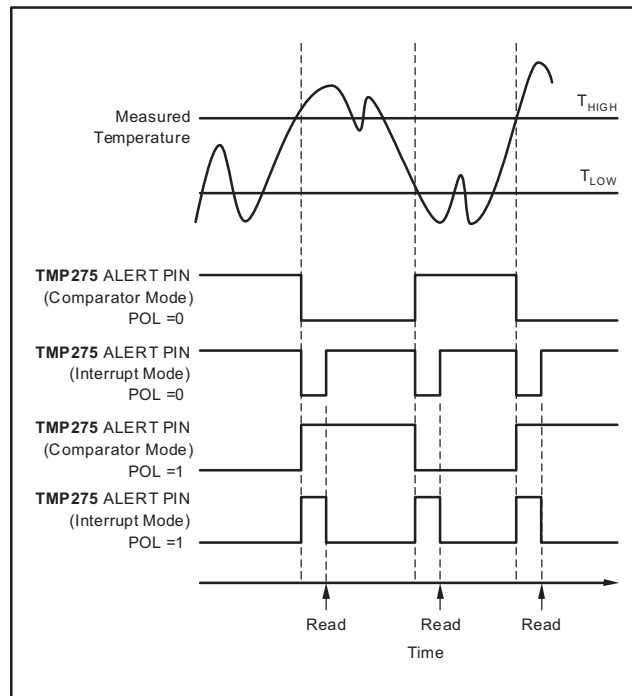 T_HIGH
Measured
Temperature
T_LOW
TMP275 ALERT PIN
(Comparator Mode)
POL =0
TMP275 ALERT PIN
(Interrupt Mode)
POL =0
TMP275 ALERT PIN
(Comparator Mode)
POL =1
TMP275 ALERT PIN
(Interrupt Mode)
POL =1
Read Read Read
Time